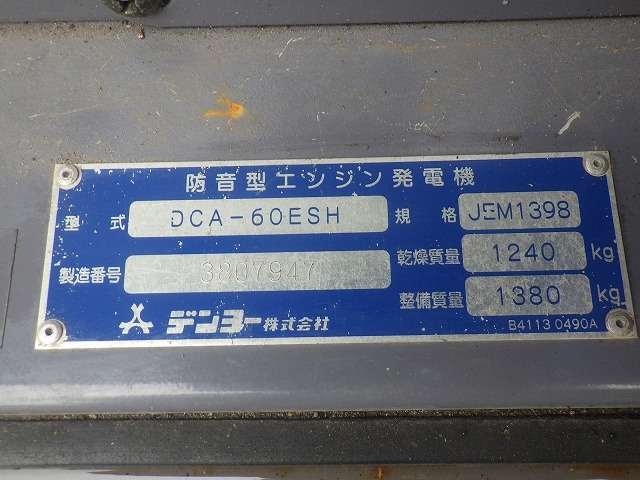 防音型エンジン発電機
型式 DCA-60ESH 規格 JEM1398
製造番号 3807947 乾燥質量 1240 kg
整備質量 1380 kg
デンヨー株式会社 B4113 0490A